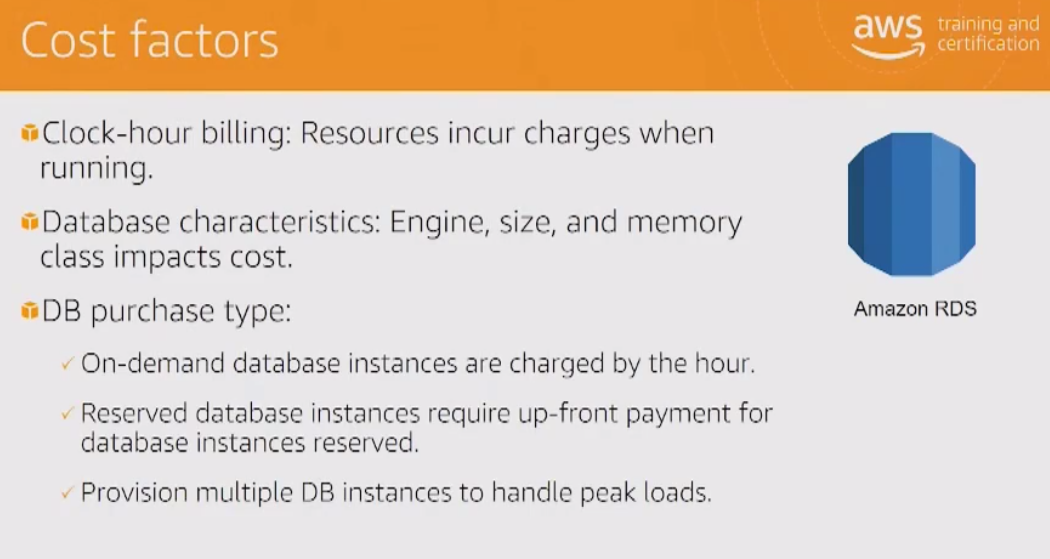 Cost factors
aws training and
certification
Clock-hour billing: Resources incur charges when
running.
Database characteristics: Engine, size, and memory
class impacts cost.
DB purchase type:
On-demand database instances are charged by the hour.
Reserved database instances require up-front payment for
database instances reserved.
Provision multiple DB instances to handle peak loads.
Amazon RDS